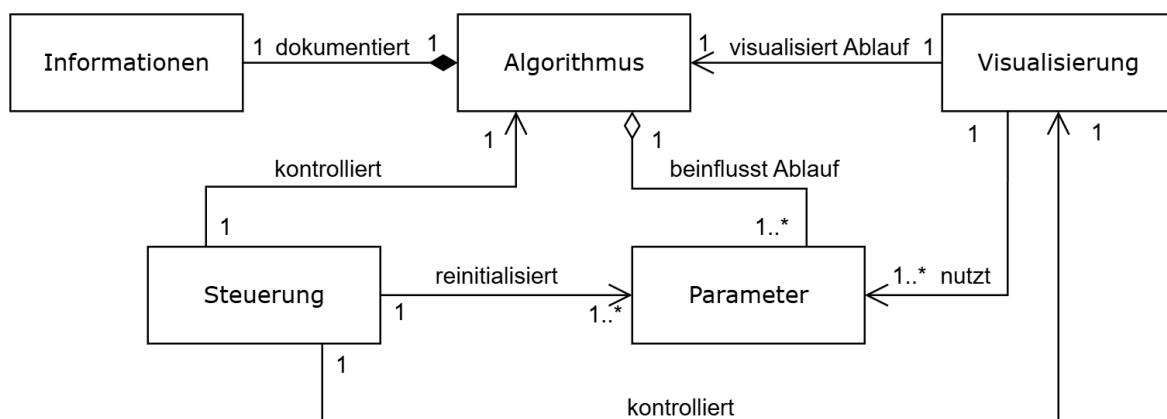 Informationen
1 dokumentiert 1
Algorithmus
1 visualisiert Ablauf 1
Visualisierung
1
1
1
1
kontrolliert
beinflusst Ablauf
1
1..*
Steuerung
reinitialisiert
Parameter
1..* nutzt
1
1..*
1
kontrolliert